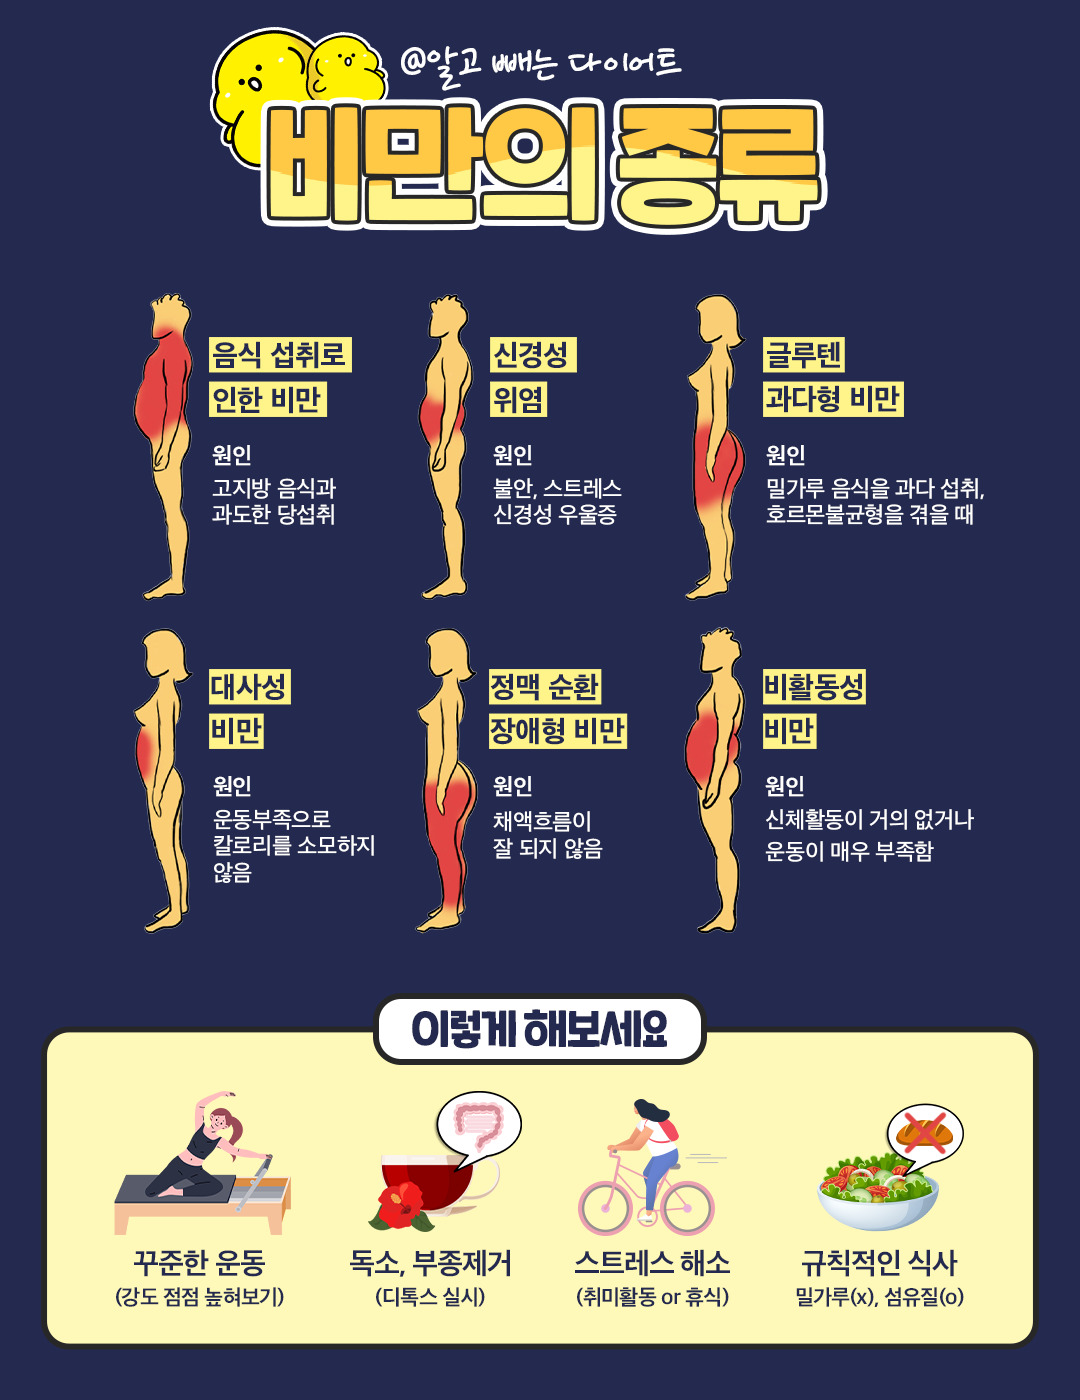 @알고 빼는 다이어트
비만의 종류
음식 섭취로
인한 비만
원인
고지방 음식과
과도한 당섭취
신경성
위염
원인
불안, 스트레스
신경성 우울증
글루텐
과다형 비만
원인
밀가루 음식을 과다 섭취,
호르몬불균형을 겪을 때
대사성
비만
원인
운동부족으로
칼로리를 소모하지
않음
정맥 순환
장애형 비만
원인
채액흐름이
잘 되지 않음
비활동성
비만
원인
신체활동이 거의 없거나
운동이 매우 부족함
이렇게 해보세요
꾸준한 운동
(강도 점점 높혀보기)
독소, 부종제거
(디톡스 실시)
스트레스 해소
(취미활동 or 휴식)
규칙적인 식사
밀가루(x), 섬유질(o)